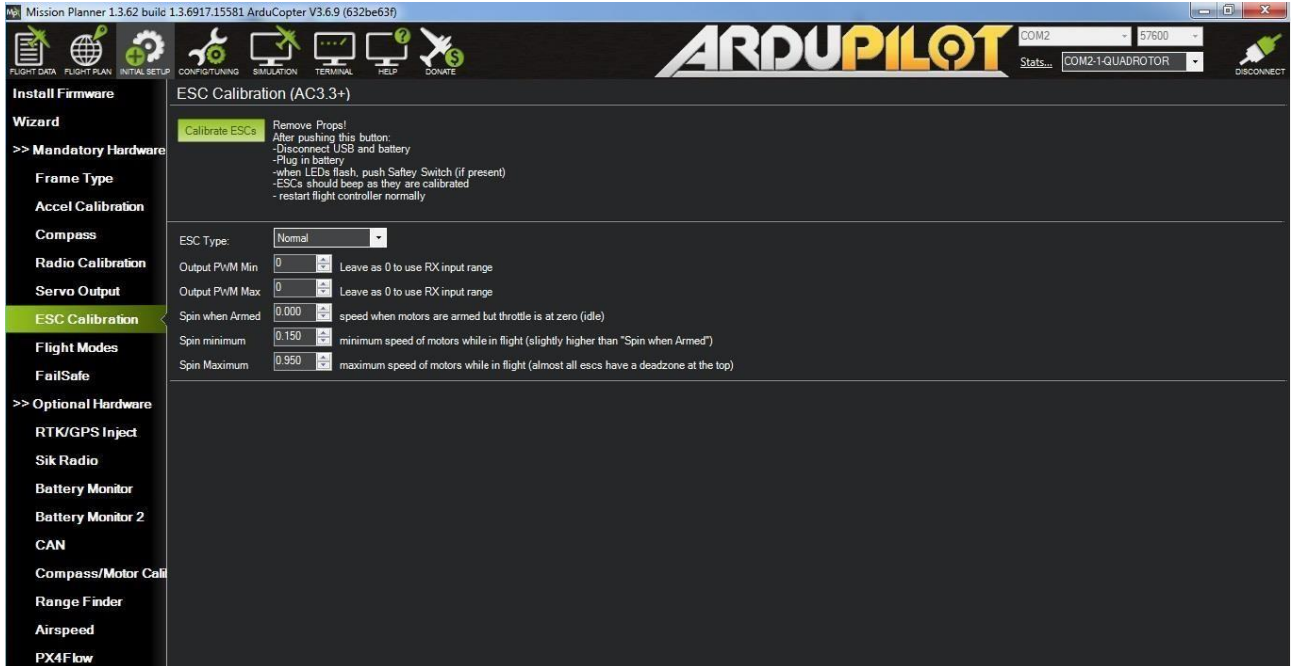 Mission Planner 1.3.62 build 1.3.6917.15581 ArduCopter V3.6.9 (632be63f)
FLIGHT DATA FLIGHT PLAN INITIAL SETUP CONFIG/TUNING SIMULATION TERMINAL HELP DONATE
ARDUPILOT
COM2 57600
Stats... COM2-1-QUADROTOR
DISCONNECT
Install Firmware
Wizard
>> Mandatory Hardware
Frame Type
Accel Calibration
Compass
Radio Calibration
Servo Output
ESC Calibration
Flight Modes
FailSafe
>> Optional Hardware
RTK/GPS Inject
Sik Radio
Battery Monitor
Battery Monitor 2
CAN
Compass/Motor Cali
Range Finder
Airspeed
PX4Flow
ESC Calibration (AC3.3+)
Calibrate ESCs
Remove Props!
After pushing this button:
-Disconnect USB and battery
-Plug in battery
-when LEDs flash, push Saftey Switch (if present)
-ESCs should beep as they are calibrated
- restart flight controller normally
ESC Type: Normal
Output PWM Min 0 Leave as 0 to use RX input range
Output PWM Max 0 Leave as 0 to use RX input range
Spin when Armed 0.000 speed when motors are armed but throttle is at zero (idle)
Spin minimum 0.150 minimum speed of motors while in flight (slightly higher than "Spin when Armed")
Spin Maximum 0.950 maximum speed of motors while in flight (almost all escs have a deadzone at the top)